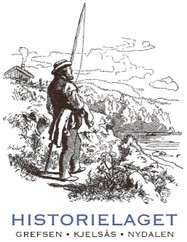 HISTORIELAGET
GREFSEN • KJELSÅS • NYDALEN